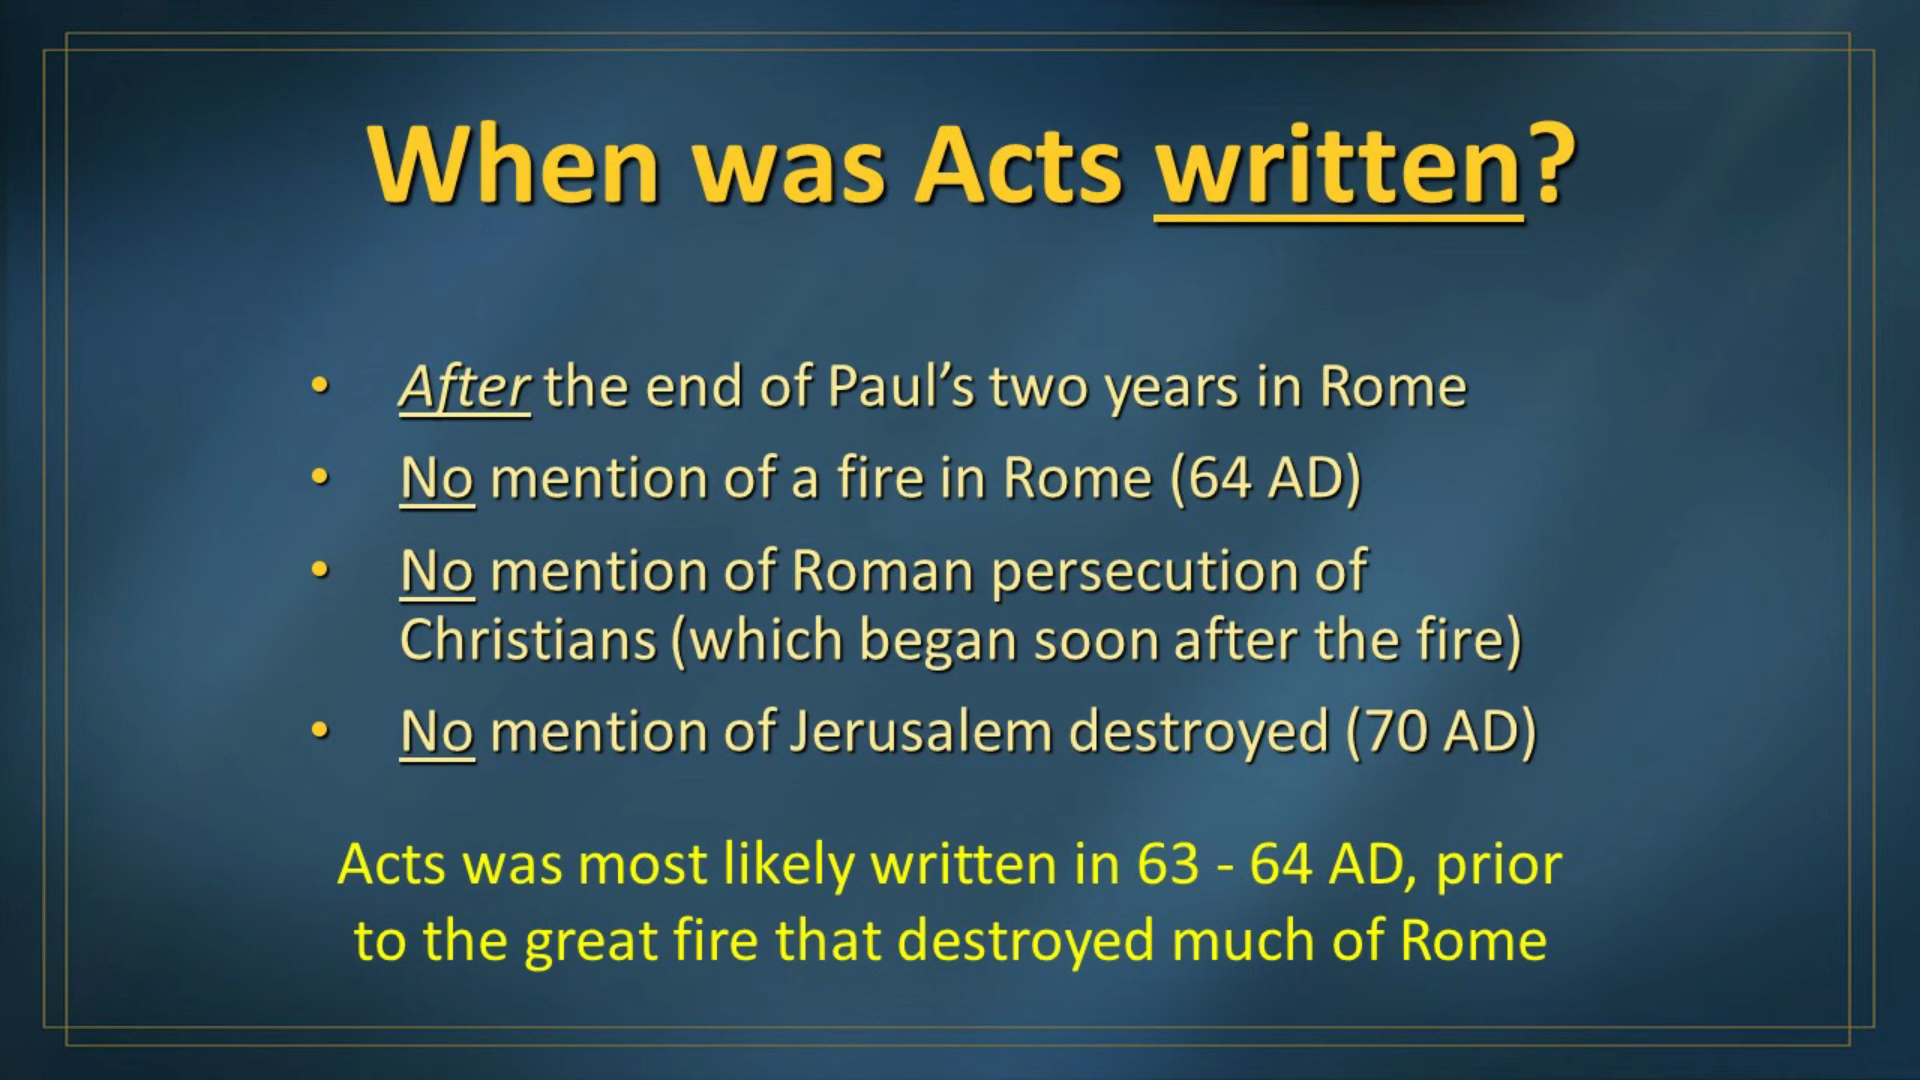 When was Acts written?
• After the end of Paul’s two years in Rome
• No mention of a fire in Rome (64 AD)
• No mention of Roman persecution of
Christians (which began soon after the fire)
• No mention of Jerusalem destroyed (70 AD)
Acts was most likely written in 63 - 64 AD, prior
to the great fire that destroyed much of Rome